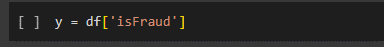 [ ] y = df['isFraud']